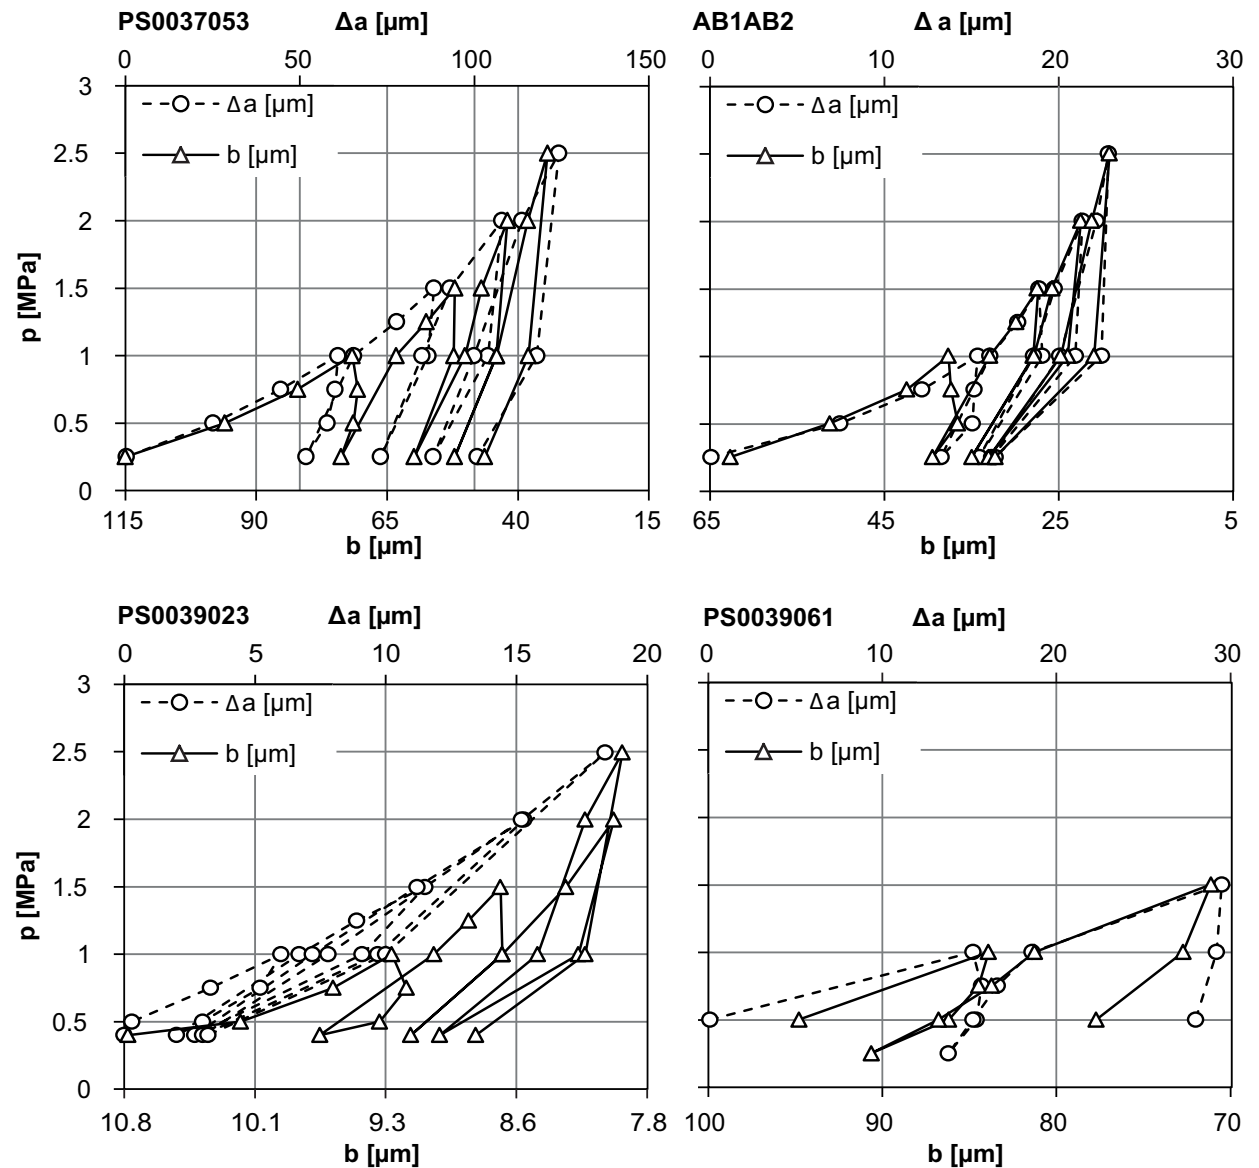 PS0037053 Δa [µm]
0 50 100 150
3
2.5
2
1.5
1
0.5
0
p [MPa]
Δa [µm]
b [µm]
115 90 65 40 15
b [µm]
AB1AB2 Δ a [µm]
0 10 20 30
Δa [µm]
b [µm]
65 45 25 5
b [µm]
PS0039023 Δa [µm]
0 5 10 15 20
3
2.5
2
1.5
1
0.5
0
p [MPa]
Δa [µm]
b [µm]
10.8 10.1 9.3 8.6 7.8
b [µm]
PS0039061 Δa [µm]
0 10 20 30
Δa [µm]
b [µm]
100 90 80 70
b [µm]